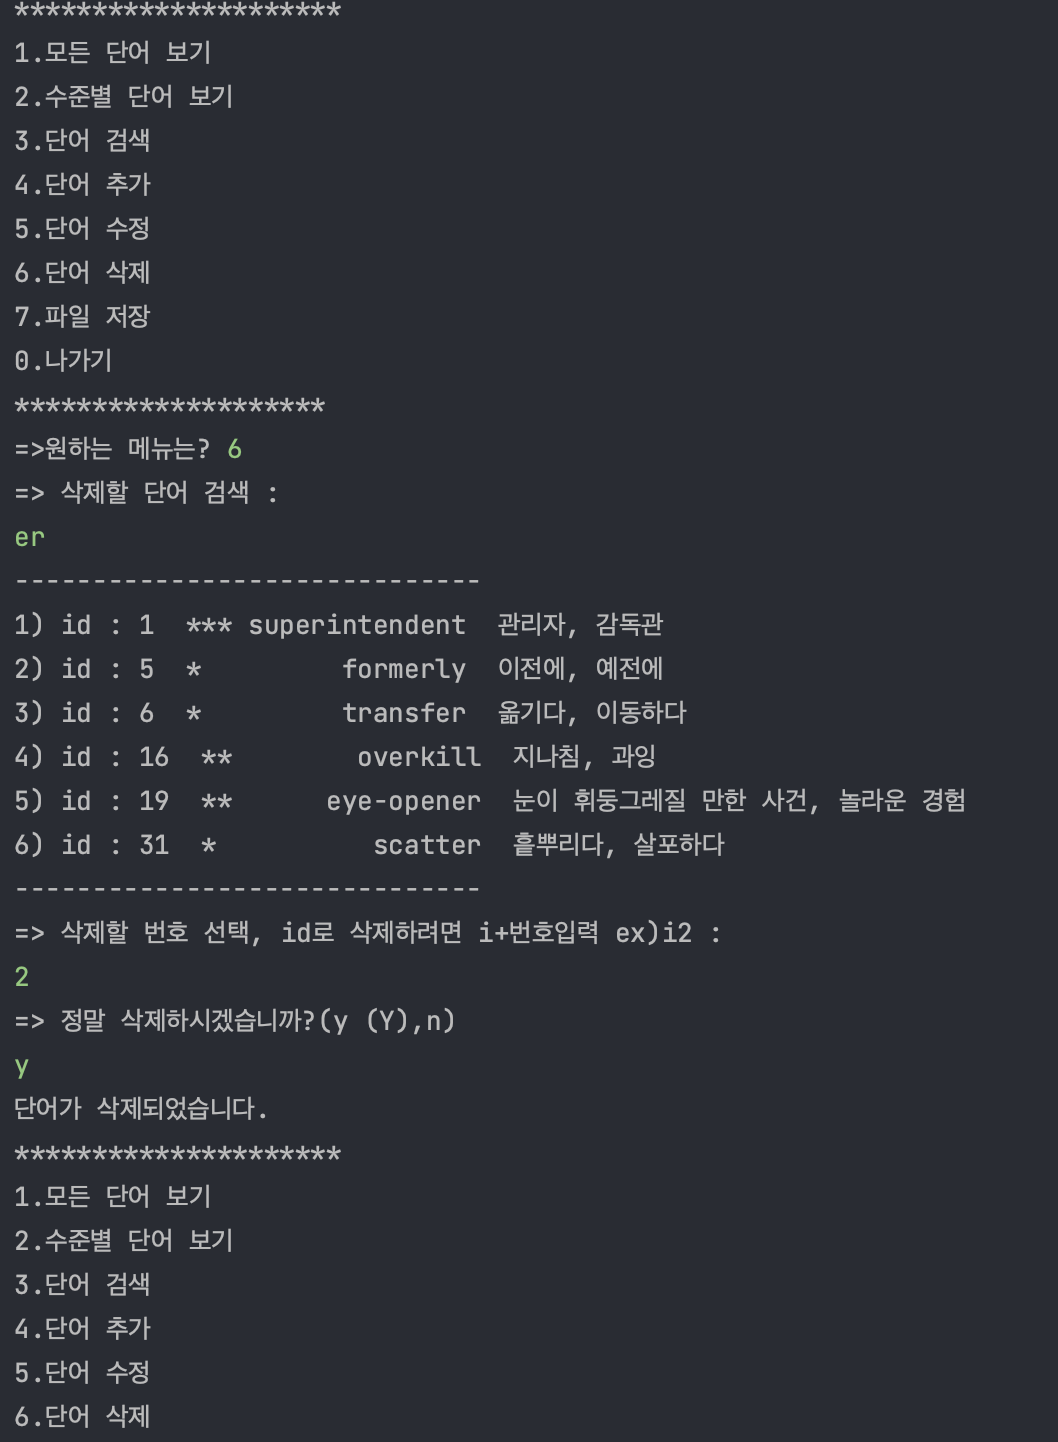 *********************
1.모든 단어 보기
2.수준별 단어 보기
3.단어 검색
4.단어 추가
5.단어 수정
6.단어 삭제
7.파일 저장
0.나가기
********************
=>원하는 메뉴는? 6
=> 삭제할 단어 검색 :
er
------------------------------
1) id : 1  *** superintendent  관리자, 감독관
2) id : 5  *         formerly  이전에, 예전에
3) id : 6  *         transfer  옮기다, 이동하다
4) id : 16  **        overkill  지나침, 과잉
5) id : 19  **      eye-opener  눈이 휘둥그레질 만한 사건, 놀라운 경험
6) id : 31  *          scatter  흩뿌리다, 살포하다
------------------------------
=> 삭제할 번호 선택, id로 삭제하려면 i+번호입력 ex)i2 :
2
=> 정말 삭제하시겠습니까?(y (Y),n)
y
단어가 삭제되었습니다.
*********************
1.모든 단어 보기
2.수준별 단어 보기
3.단어 검색
4.단어 추가
5.단어 수정
6.단어 삭제